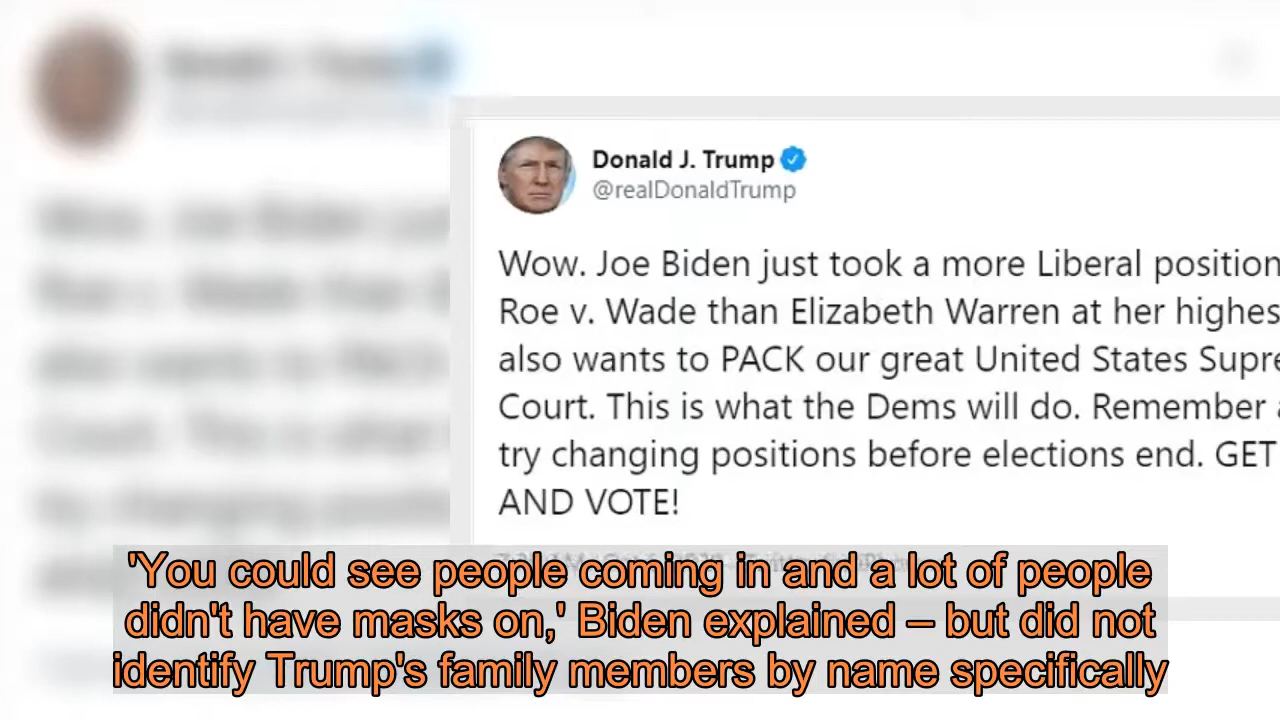 Donald J. Trump
@realDonaldTrump
Wow. Joe Biden just took a more Liberal position
Roe v. Wade than Elizabeth Warren at her highes
also wants to PACK our great United States Supre
Court. This is what the Dems will do. Remember a
try changing positions before elections end. GET
AND VOTE!
'You could see people coming in and a lot of people
didn't have masks on,' Biden explained – but did not
identify Trump's family members by name specifically